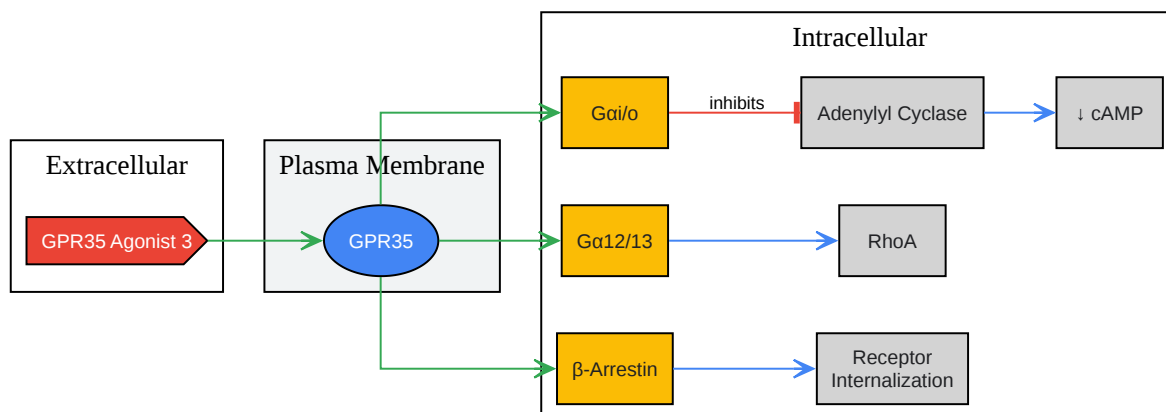 Intracellular
Gαi/o
inhibits
Adenylyl Cyclase
↓ cAMP
Extracellular
Plasma Membrane
GPR35 Agonist 3
GPR35
Gα12/13
RhoA
β-Arrestin
Receptor
Internalization